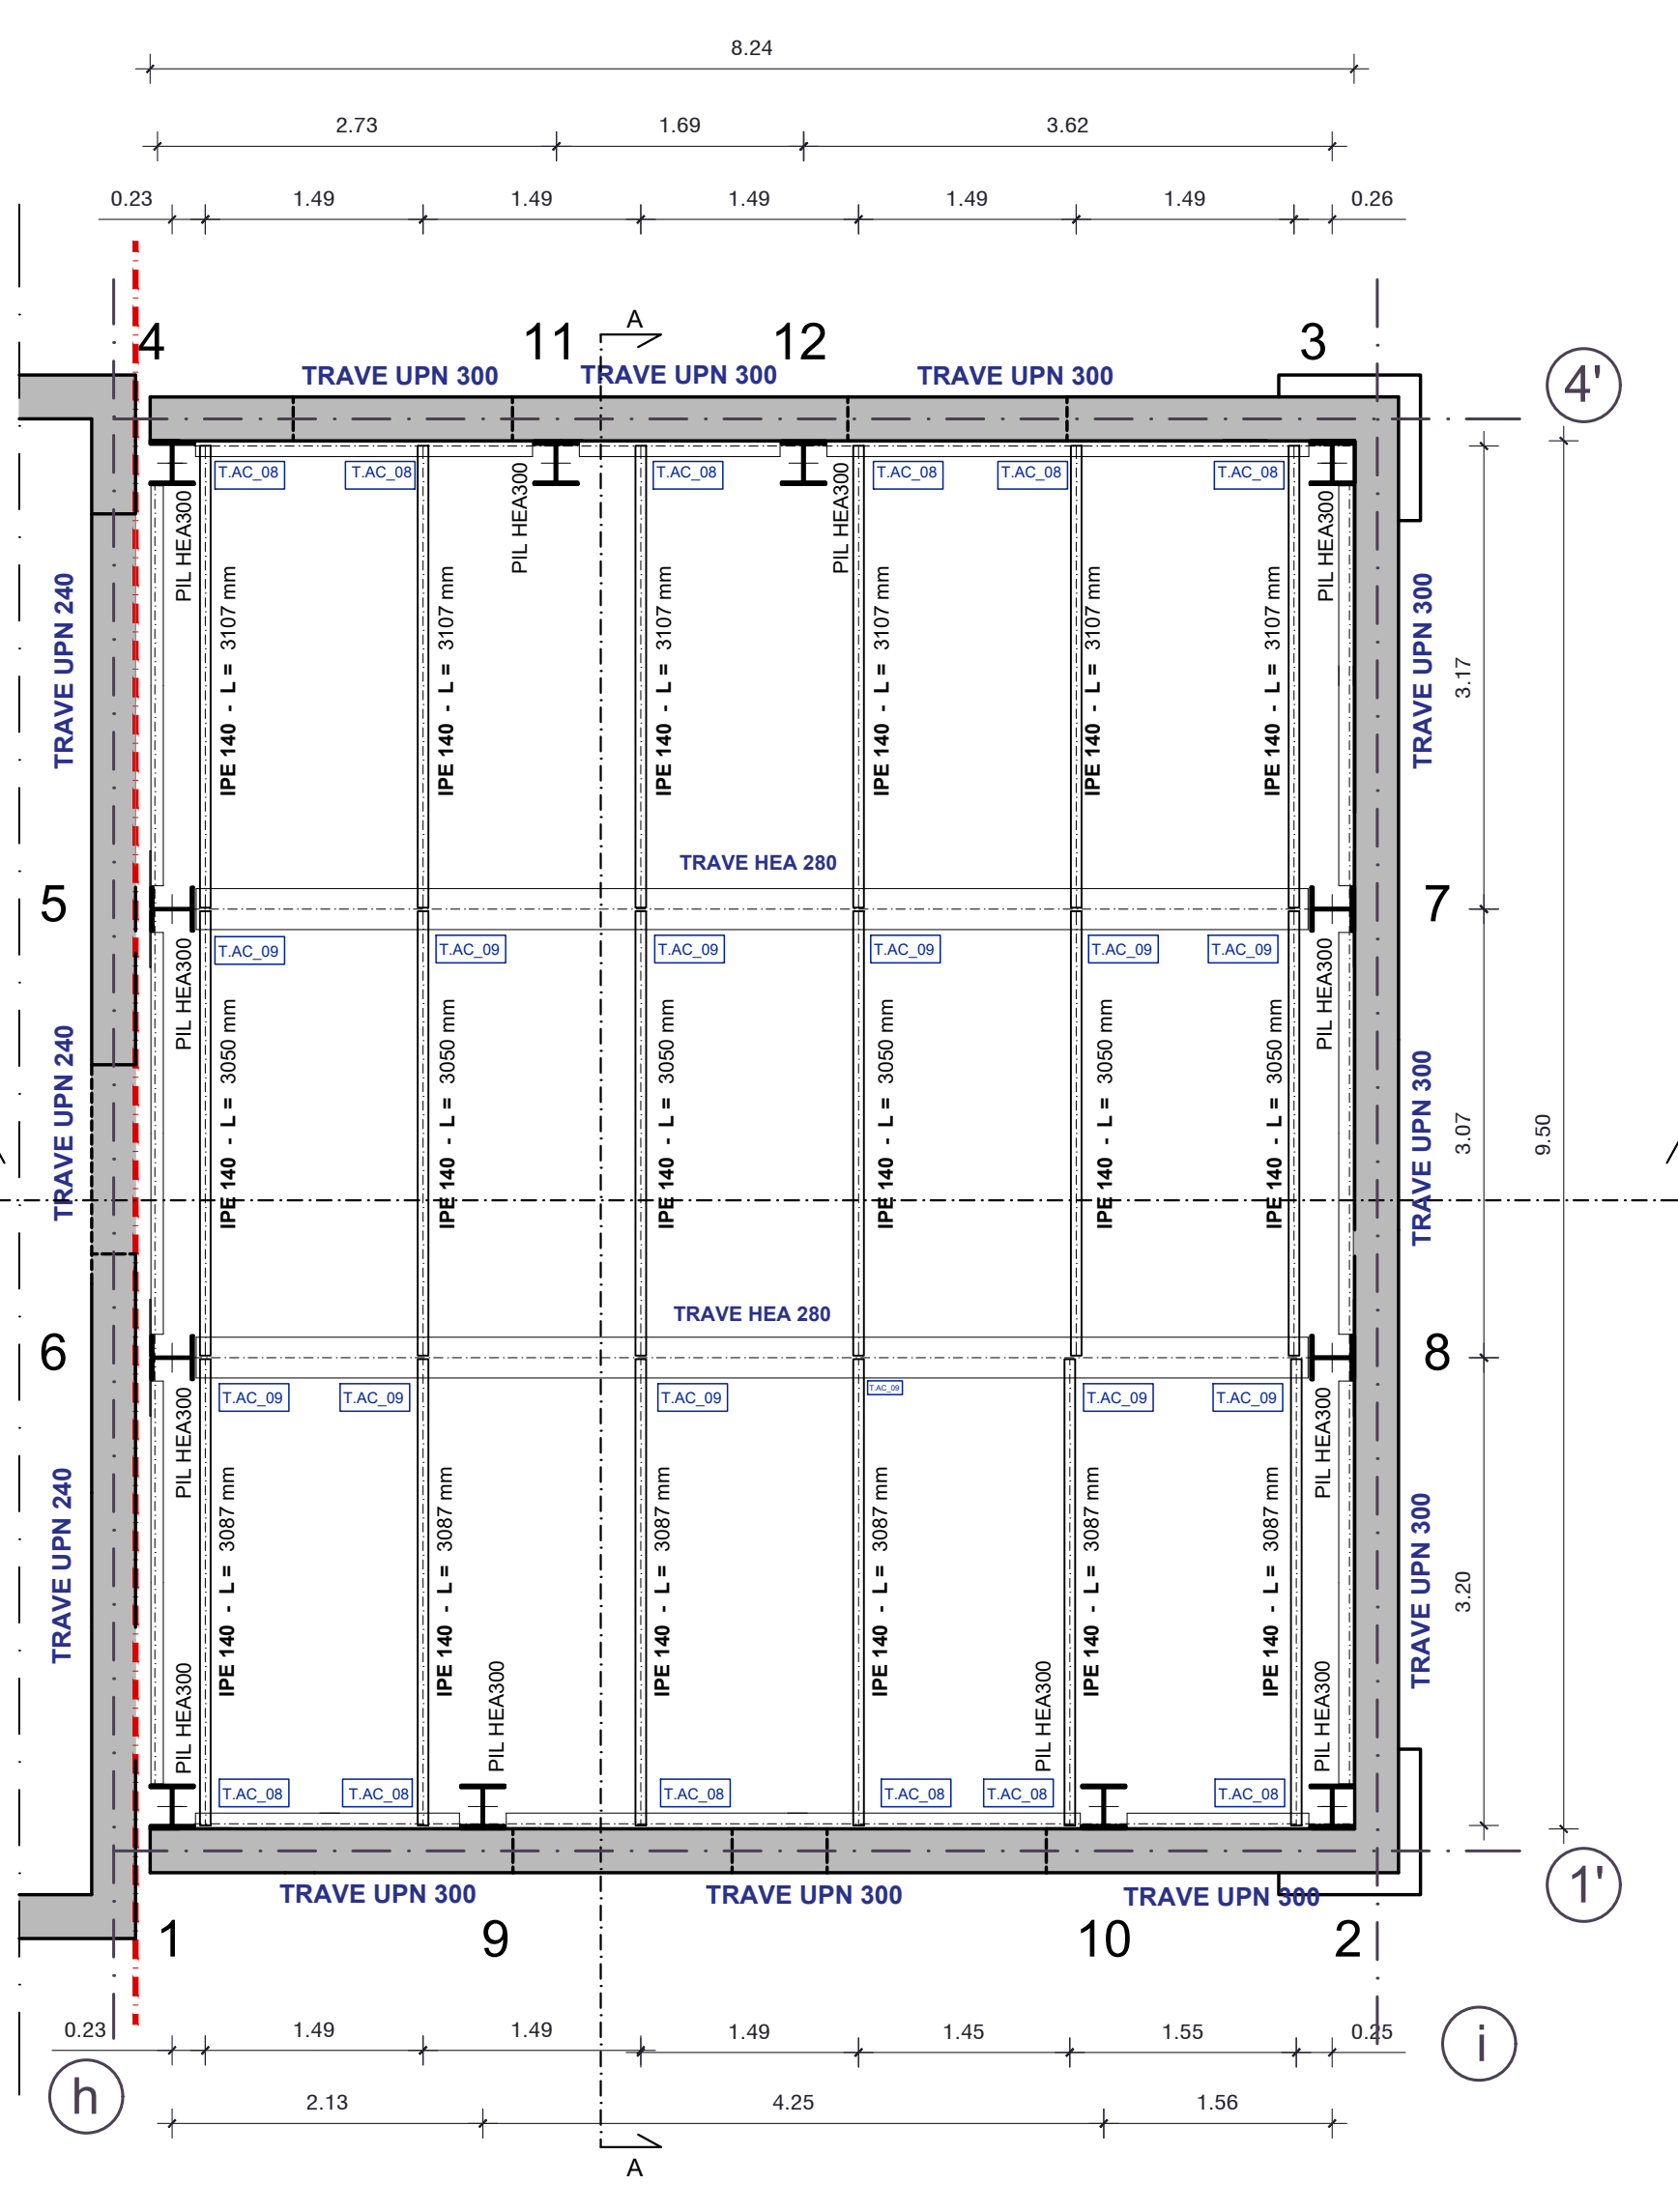 8.24
2.73 1.69 3.62
0.23 1.49 1.49 1.49 1.49 1.49 0.26
A
4 11 12 3
TRAVE UPN 300 TRAVE UPN 300 TRAVE UPN 300
4'
T.AC_08 T.AC_08 T.AC_08 T.AC_08 T.AC_08 T.AC_08
PIL HEA300 PIL HEA300 PIL HEA300 PIL HEA300
TRAVE UPN 240
IPE 140 - L = 3107 mm
IPE 140 - L = 3107 mm
IPE 140 - L = 3107 mm
IPE 140 - L = 3107 mm
IPE 140 - L = 3107 mm
IPE 140 - L = 3107 mm
TRAVE UPN 300
3.17
TRAVE HEA 280
5 7
T.AC_09 T.AC_09 T.AC_09 T.AC_09 T.AC_09 T.AC_09
PIL HEA300 PIL HEA300
TRAVE UPN 240
IPE 140 - L = 3050 mm
IPE 140 - L = 3050 mm
IPE 140 - L = 3050 mm
IPE 140 - L = 3050 mm
IPE 140 - L = 3050 mm
IPE 140 - L = 3050 mm
TRAVE UPN 300
3.07
9.50
TRAVE HEA 280
6 8
T.AC_09 T.AC_09 T.AC_09 T.AC_09 T.AC_09 T.AC_09
PIL HEA300 PIL HEA300
TRAVE UPN 240
IPE 140 - L = 3087 mm
IPE 140 - L = 3087 mm
IPE 140 - L = 3087 mm
IPE 140 - L = 3087 mm
IPE 140 - L = 3087 mm
IPE 140 - L = 3087 mm
TRAVE UPN 300
3.20
PIL HEA300 PIL HEA300 PIL HEA300 PIL HEA300
T.AC_08 T.AC_08 T.AC_08 T.AC_08 T.AC_08 T.AC_08
TRAVE UPN 300 TRAVE UPN 300 TRAVE UPN 300
1'
1 9 10 2
0.23 1.49 1.49 1.49 1.45 1.55 0.25
i
h
2.13 4.25 1.56
A